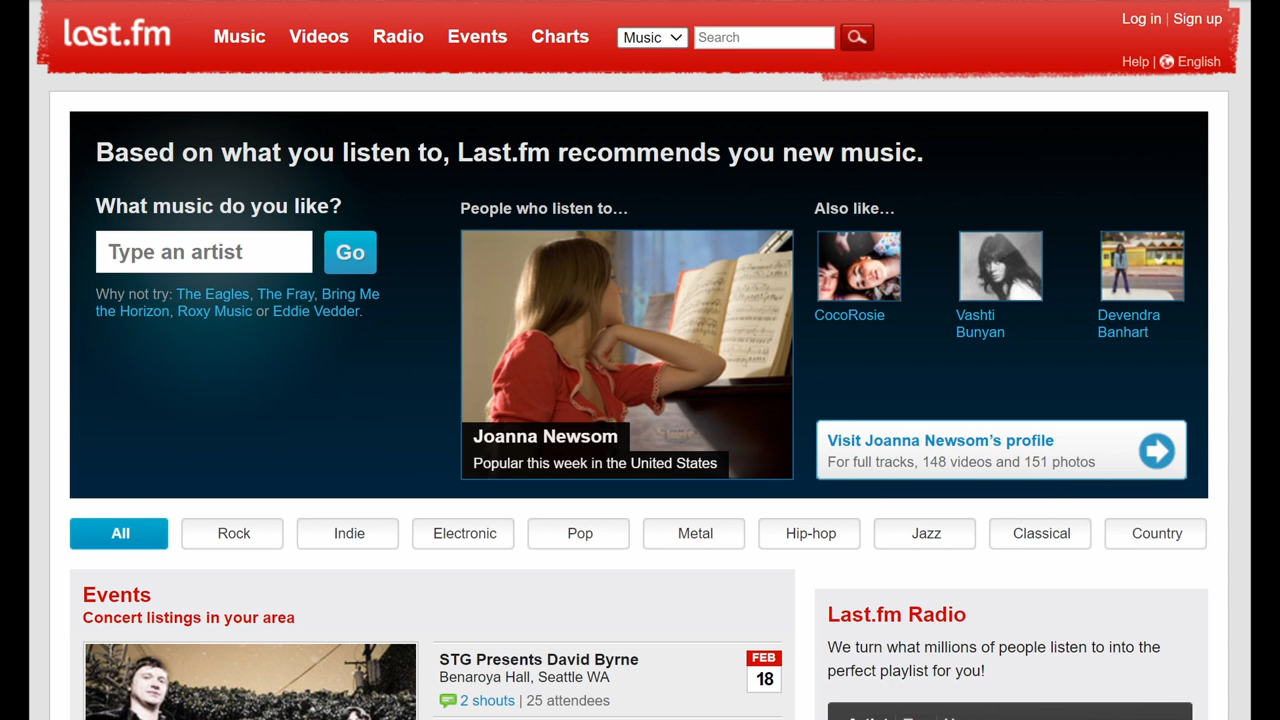 last.fm
Music Videos Radio Events Charts
Music
Search
Log in | Sign up
Help | English
Based on what you listen to, Last.fm recommends you new music.
What music do you like?
Type an artist
Go
Why not try: The Eagles, The Fray, Bring Me
the Horizon, Roxy Music or Eddie Vedder.
People who listen to…
Joanna Newsom
Popular this week in the United States
Also like…
CocoRosie
Vashti
Bunyan
Devendra
Banhart
Visit Joanna Newsom’s profile
For full tracks, 148 videos and 151 photos
All Rock Indie Electronic Pop Metal Hip-hop Jazz Classical Country
Events
Concert listings in your area
STG Presents David Byrne
Benaroya Hall, Seattle WA
2 shouts | 25 attendees
FEB
18
Last.fm Radio
We turn what millions of people listen to into the
perfect playlist for you!